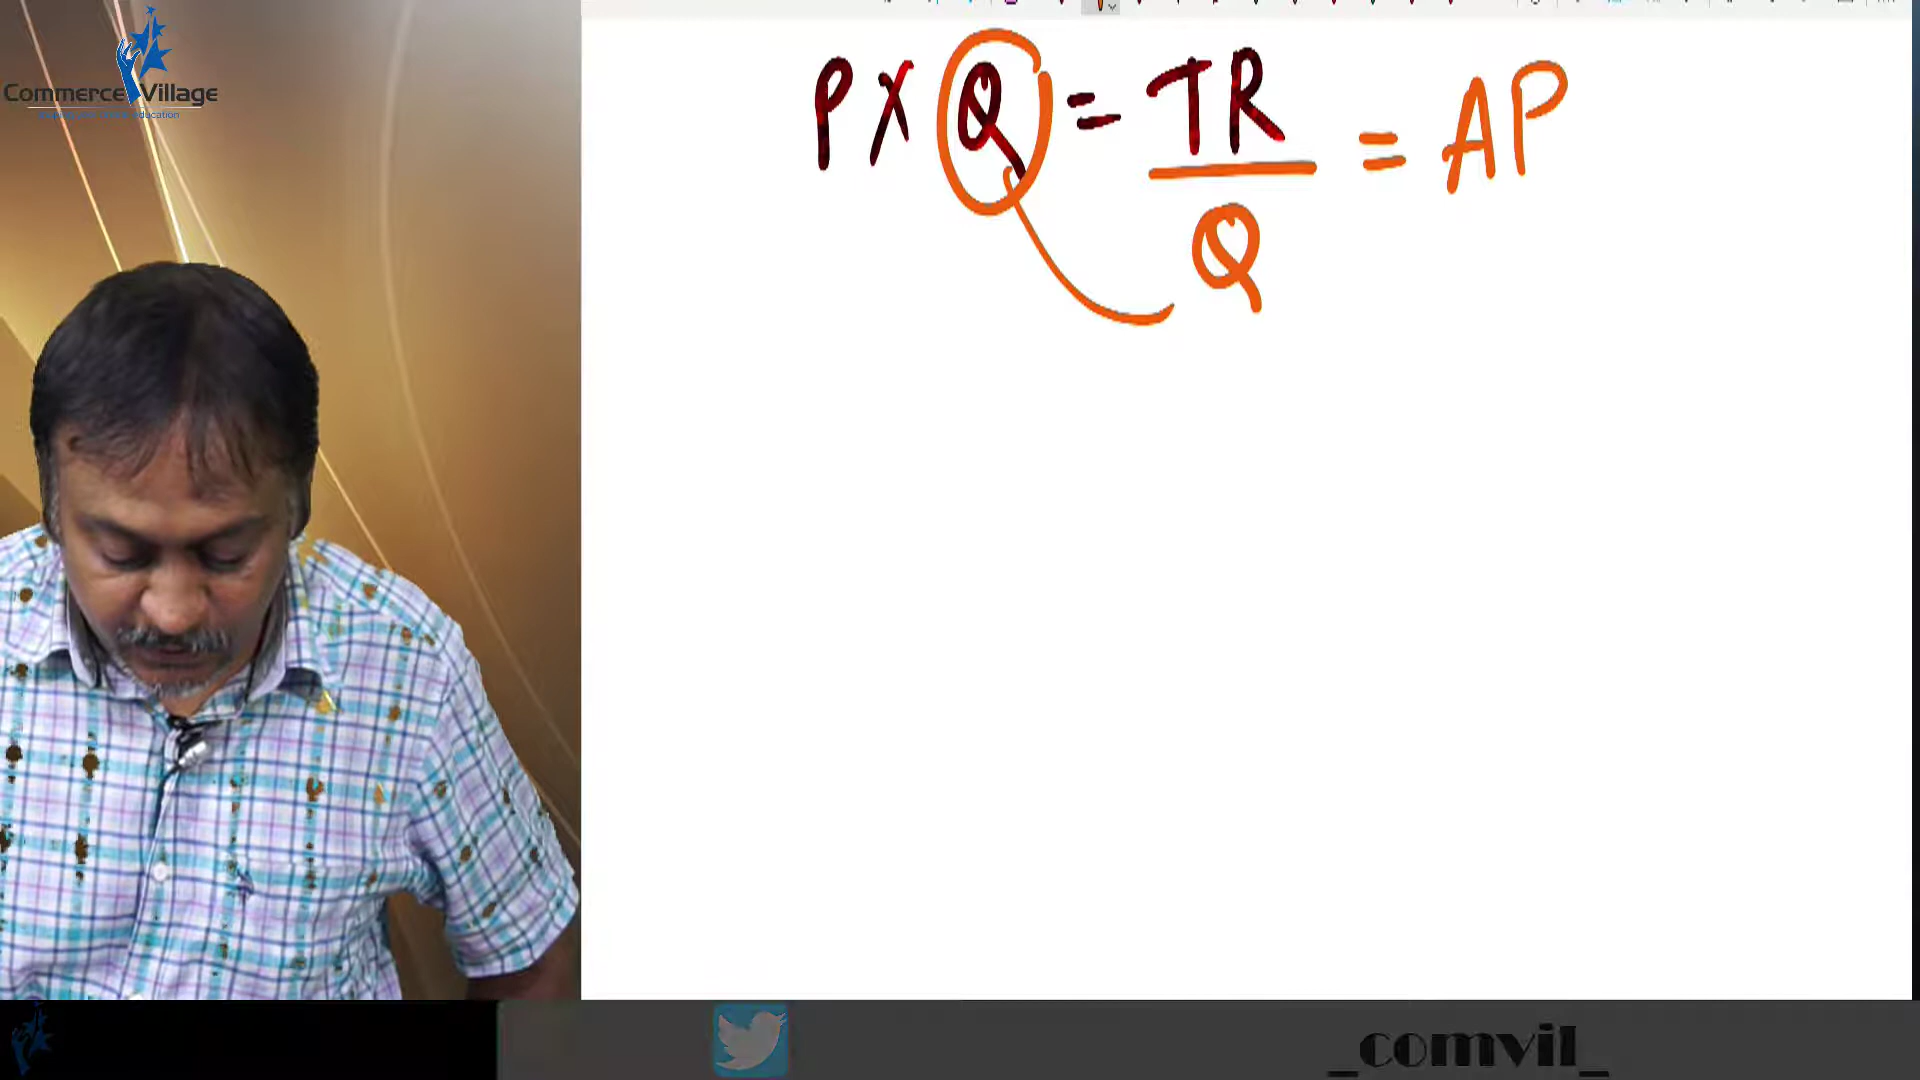 Commerce Village
P X Q = TR = AP
Q
_comvil_